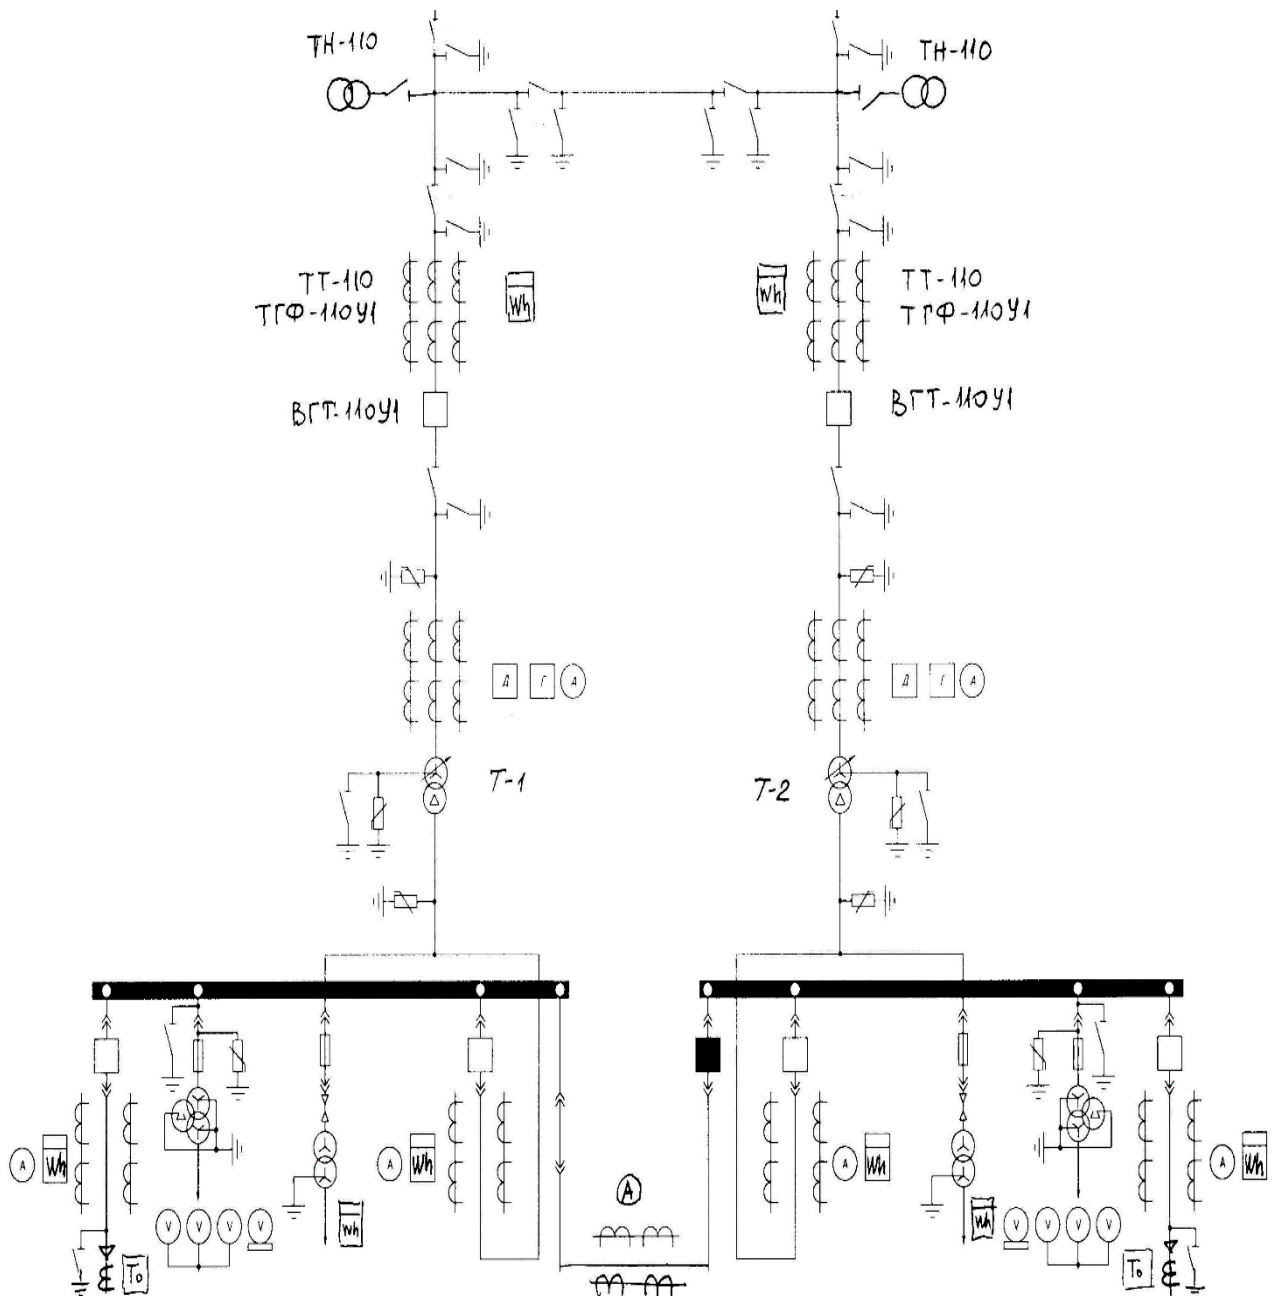 ТН-110
ТН-110
ТТ-110
ТГФ-110У1
Wh
Wh
ТТ-110
ТГФ-110У1
ВГТ-110У1
ВГТ-110У1
Д Г А
Д Г А
Т-1
Т-2
А Wh
А Wh
А
А Wh
А Wh
V V V V
Wh
Wh
V V V V
То
То